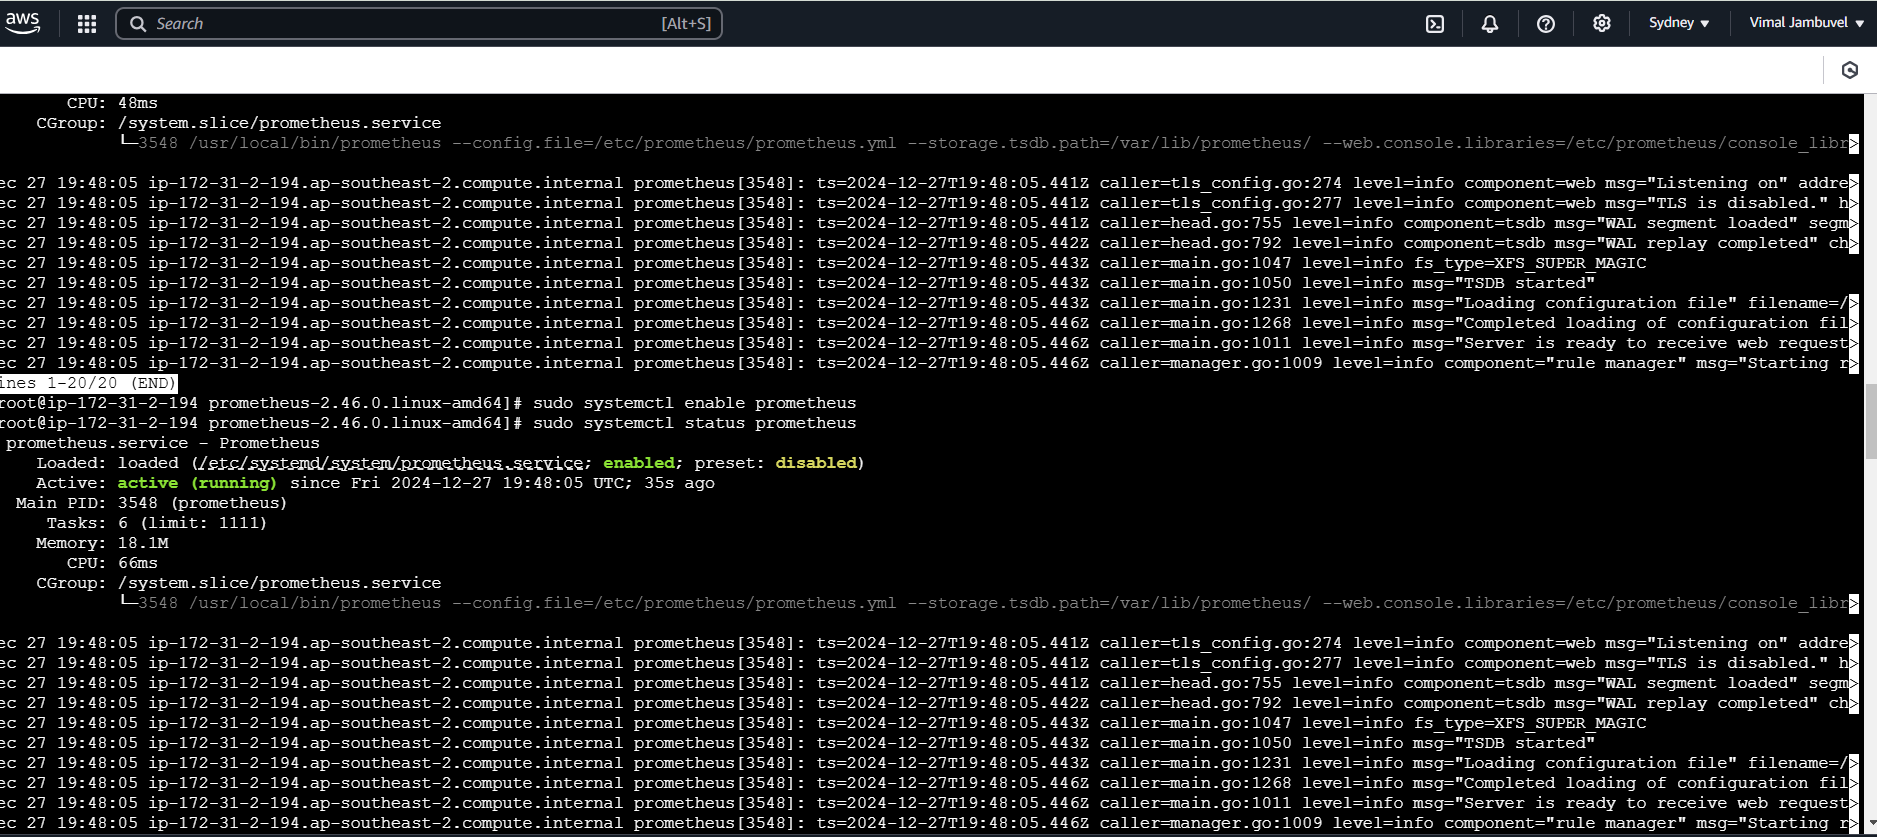 aws
Search [Alt+S]
Sydney
Vimal Jambuvel
CPU: 48ms
CGroup: /system.slice/prometheus.service
└─3548 /usr/local/bin/prometheus --config.file=/etc/prometheus/prometheus.yml --storage.tsdb.path=/var/lib/prometheus/ --web.console.libraries=/etc/prometheus/console_libr>
ec 27 19:48:05 ip-172-31-2-194.ap-southeast-2.compute.internal prometheus[3548]: ts=2024-12-27T19:48:05.441Z caller=tls_config.go:274 level=info component=web msg="Listening on" addre>
ec 27 19:48:05 ip-172-31-2-194.ap-southeast-2.compute.internal prometheus[3548]: ts=2024-12-27T19:48:05.441Z caller=tls_config.go:277 level=info component=web msg="TLS is disabled." h>
ec 27 19:48:05 ip-172-31-2-194.ap-southeast-2.compute.internal prometheus[3548]: ts=2024-12-27T19:48:05.441Z caller=head.go:755 level=info component=tsdb msg="WAL segment loaded" segm>
ec 27 19:48:05 ip-172-31-2-194.ap-southeast-2.compute.internal prometheus[3548]: ts=2024-12-27T19:48:05.442Z caller=head.go:792 level=info component=tsdb msg="WAL replay completed" ch>
ec 27 19:48:05 ip-172-31-2-194.ap-southeast-2.compute.internal prometheus[3548]: ts=2024-12-27T19:48:05.443Z caller=main.go:1047 level=info fs_type=XFS_SUPER_MAGIC
ec 27 19:48:05 ip-172-31-2-194.ap-southeast-2.compute.internal prometheus[3548]: ts=2024-12-27T19:48:05.443Z caller=main.go:1050 level=info msg="TSDB started"
ec 27 19:48:05 ip-172-31-2-194.ap-southeast-2.compute.internal prometheus[3548]: ts=2024-12-27T19:48:05.443Z caller=main.go:1231 level=info msg="Loading configuration file" filename=/>
ec 27 19:48:05 ip-172-31-2-194.ap-southeast-2.compute.internal prometheus[3548]: ts=2024-12-27T19:48:05.446Z caller=main.go:1268 level=info msg="Completed loading of configuration fil>
ec 27 19:48:05 ip-172-31-2-194.ap-southeast-2.compute.internal prometheus[3548]: ts=2024-12-27T19:48:05.446Z caller=main.go:1011 level=info msg="Server is ready to receive web request>
ec 27 19:48:05 ip-172-31-2-194.ap-southeast-2.compute.internal prometheus[3548]: ts=2024-12-27T19:48:05.446Z caller=manager.go:1009 level=info component="rule manager" msg="Starting r>
ines 1-20/20 (END)
root@ip-172-31-2-194 prometheus-2.46.0.linux-amd64]# sudo systemctl enable prometheus
root@ip-172-31-2-194 prometheus-2.46.0.linux-amd64]# sudo systemctl status prometheus
prometheus.service - Prometheus
Loaded: loaded (/etc/systemd/system/prometheus.service; enabled; preset: disabled)
Active: active (running) since Fri 2024-12-27 19:48:05 UTC; 35s ago
Main PID: 3548 (prometheus)
Tasks: 6 (limit: 1111)
Memory: 18.1M
CPU: 66ms
CGroup: /system.slice/prometheus.service
└─3548 /usr/local/bin/prometheus --config.file=/etc/prometheus/prometheus.yml --storage.tsdb.path=/var/lib/prometheus/ --web.console.libraries=/etc/prometheus/console_libr>
ec 27 19:48:05 ip-172-31-2-194.ap-southeast-2.compute.internal prometheus[3548]: ts=2024-12-27T19:48:05.441Z caller=tls_config.go:274 level=info component=web msg="Listening on" addre>
ec 27 19:48:05 ip-172-31-2-194.ap-southeast-2.compute.internal prometheus[3548]: ts=2024-12-27T19:48:05.441Z caller=tls_config.go:277 level=info component=web msg="TLS is disabled." h>
ec 27 19:48:05 ip-172-31-2-194.ap-southeast-2.compute.internal prometheus[3548]: ts=2024-12-27T19:48:05.441Z caller=head.go:755 level=info component=tsdb msg="WAL segment loaded" segm>
ec 27 19:48:05 ip-172-31-2-194.ap-southeast-2.compute.internal prometheus[3548]: ts=2024-12-27T19:48:05.442Z caller=head.go:792 level=info component=tsdb msg="WAL replay completed" ch>
ec 27 19:48:05 ip-172-31-2-194.ap-southeast-2.compute.internal prometheus[3548]: ts=2024-12-27T19:48:05.443Z caller=main.go:1047 level=info fs_type=XFS_SUPER_MAGIC
ec 27 19:48:05 ip-172-31-2-194.ap-southeast-2.compute.internal prometheus[3548]: ts=2024-12-27T19:48:05.443Z caller=main.go:1050 level=info msg="TSDB started"
ec 27 19:48:05 ip-172-31-2-194.ap-southeast-2.compute.internal prometheus[3548]: ts=2024-12-27T19:48:05.443Z caller=main.go:1231 level=info msg="Loading configuration file" filename=/>
ec 27 19:48:05 ip-172-31-2-194.ap-southeast-2.compute.internal prometheus[3548]: ts=2024-12-27T19:48:05.446Z caller=main.go:1268 level=info msg="Completed loading of configuration fil>
ec 27 19:48:05 ip-172-31-2-194.ap-southeast-2.compute.internal prometheus[3548]: ts=2024-12-27T19:48:05.446Z caller=main.go:1011 level=info msg="Server is ready to receive web request>
ec 27 19:48:05 ip-172-31-2-194.ap-southeast-2.compute.internal prometheus[3548]: ts=2024-12-27T19:48:05.446Z caller=manager.go:1009 level=info component="rule manager" msg="Starting r>